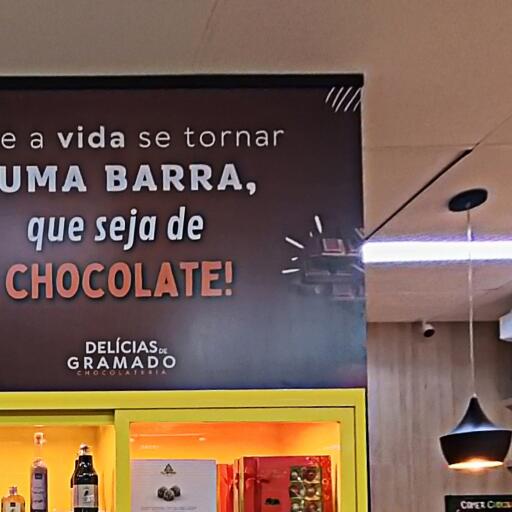 e a vida se tornar
UMA BARRA,
que seja de
CHOCOLATE!
DELÍCIAS DE
GRAMADO
CHOCOLATERIA